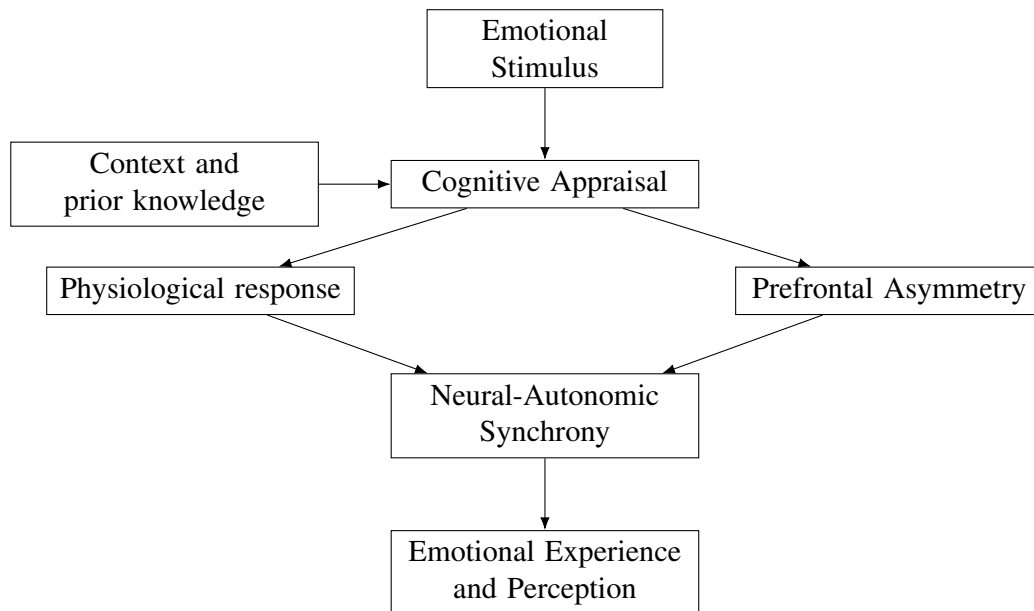 Emotional
Stimulus
Context and
prior knowledge
Cognitive Appraisal
Physiological response
Prefrontal Asymmetry
Neural-Autonomic
Synchrony
Emotional Experience
and Perception